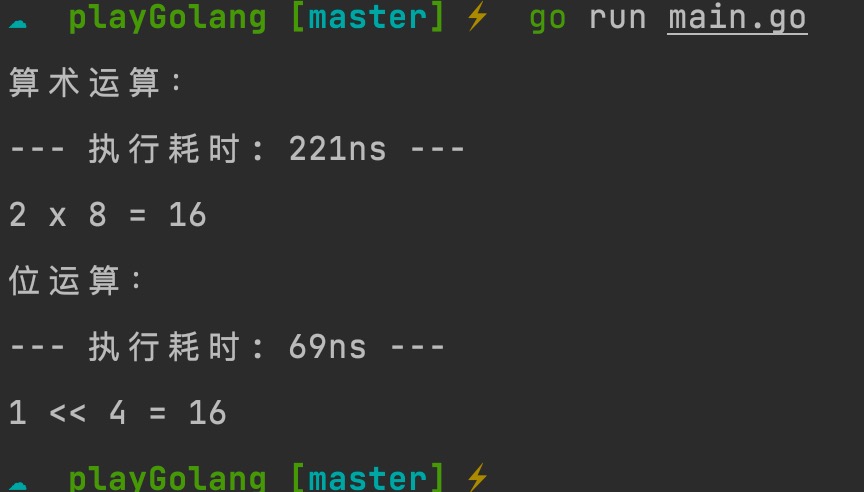 ☁ playGolang [master] ⚡ go run main.go
算术运算：
--- 执行耗时: 221ns ---
2 x 8 = 16
位运算：
--- 执行耗时: 69ns ---
1 << 4 = 16
☁ playGolang [master] ⚡